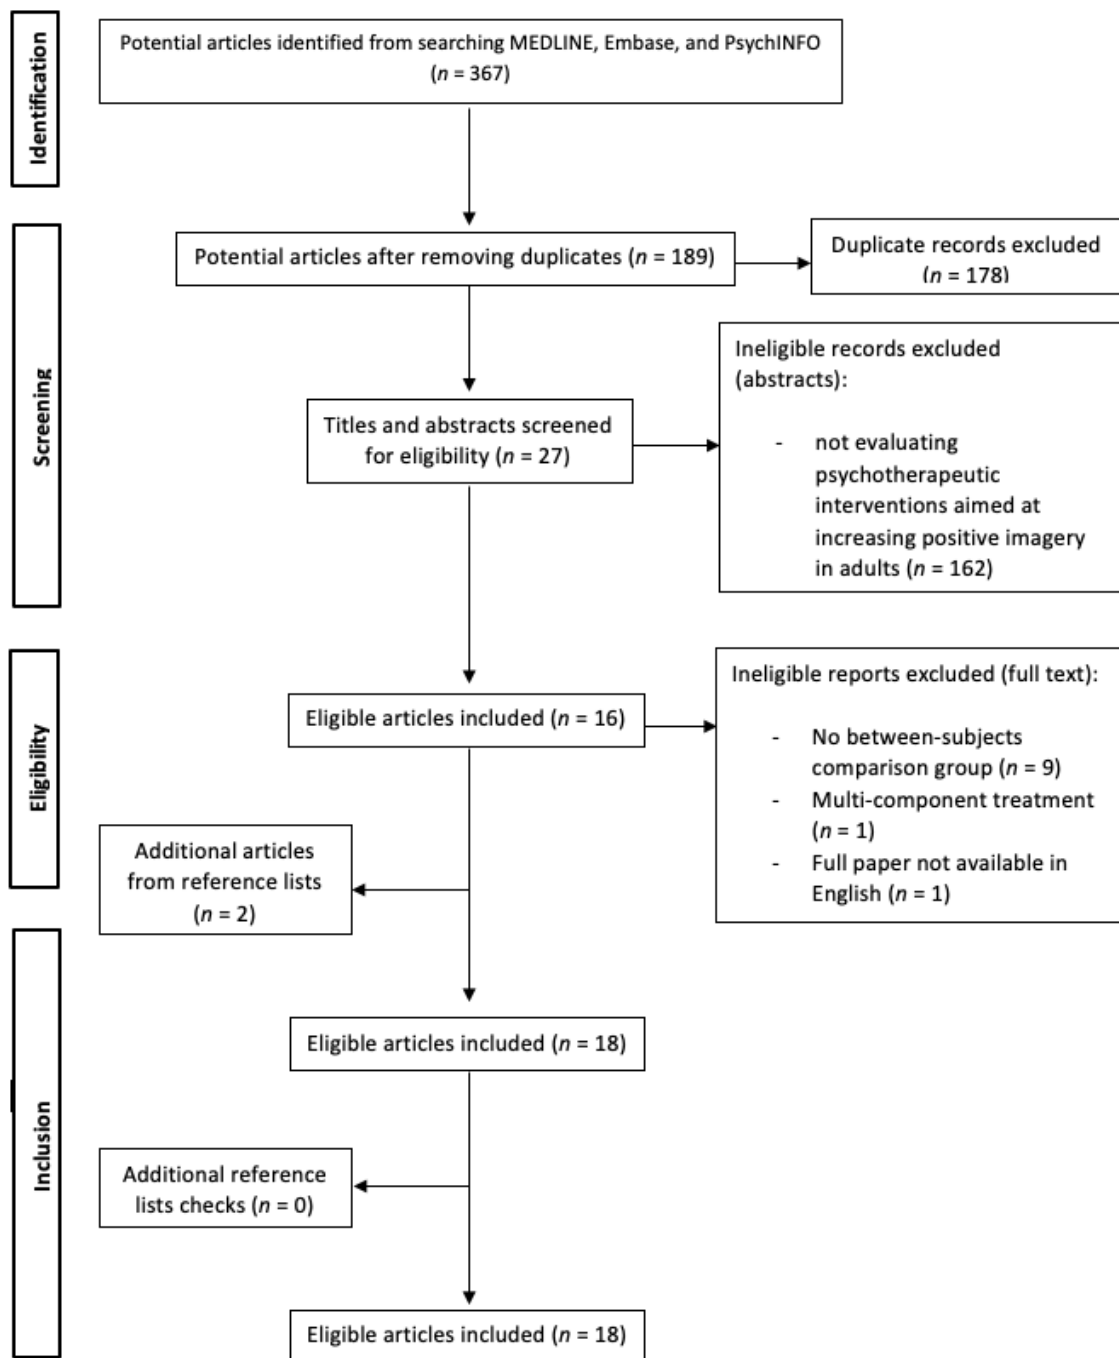 Identification
Potential articles identified from searching MEDLINE, Embase, and PsychINFO
(n = 367)
Screening
Potential articles after removing duplicates (n = 189)
Duplicate records excluded
(n = 178)
Ineligible records excluded
(abstracts):
- not evaluating
psychotherapeutic
interventions aimed at
increasing positive imagery
in adults (n = 162)
Titles and abstracts screened
for eligibility (n = 27)
Eligibility
Eligible articles included (n = 16)
Ineligible reports excluded (full text):
- No between-subjects
comparison group (n = 9)
- Multi-component treatment
(n = 1)
- Full paper not available in
English (n = 1)
Additional articles
from reference lists
(n = 2)
Inclusion
Eligible articles included (n = 18)
Additional reference
lists checks (n = 0)
Eligible articles included (n = 18)